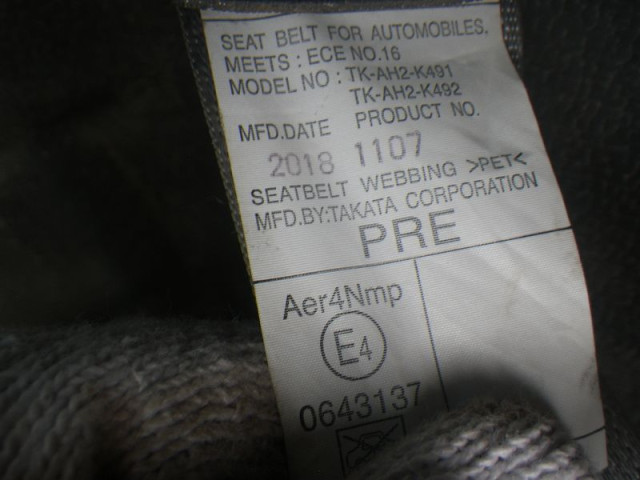 SEAT BELT FOR AUTOMOBILES.
MEETS : ECE NO.16
MODEL NO : TK-AH2-K491
TK-AH2-K492
MFD.DATE PRODUCT NO.
2018 1107
SEATBELT WEBBING >PET<
MFD.BY:TAKATA CORPORATION
PRE
Aer4Nmp
E4
0643137